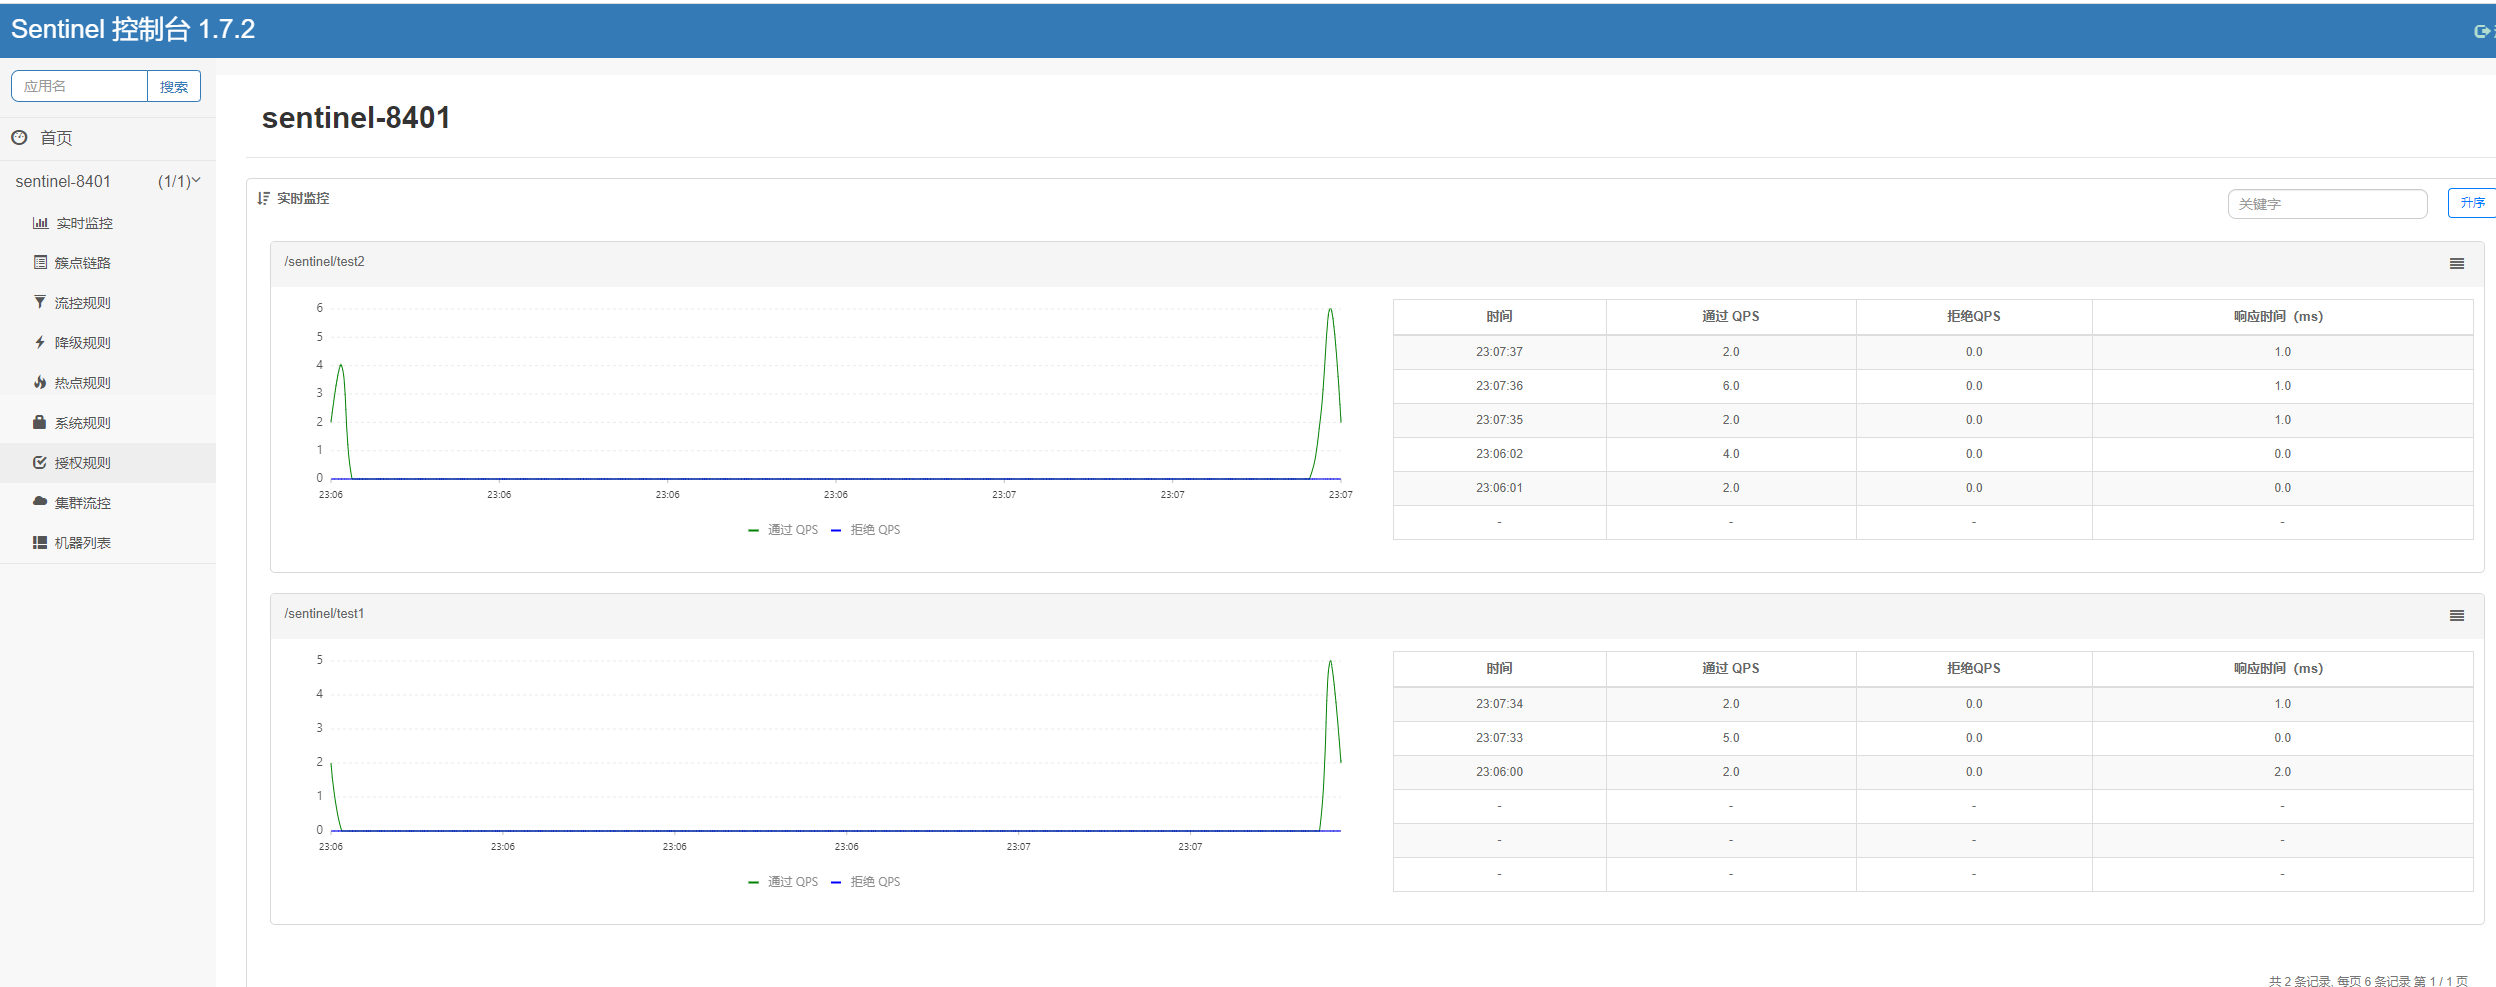 Sentinel 控制台 1.7.2
应用名 搜索
首页
sentinel-8401 (1/1)
实时监控
簇点链路
流控规则
降级规则
热点规则
系统规则
授权规则
集群流控
机器列表
sentinel-8401
实时监控
关键字 升序
/sentinel/test2
6
5
4
3
2
1
0
23:06 23:06 23:06 23:06 23:07 23:07 23:07
通过 QPS 拒绝 QPS
时间 通过 QPS 拒绝QPS 响应时间（ms）
23:07:37 2.0 0.0 1.0
23:07:36 6.0 0.0 1.0
23:07:35 2.0 0.0 1.0
23:06:02 4.0 0.0 0.0
23:06:01 2.0 0.0 0.0
- - - -
/sentinel/test1
5
4
3
2
1
0
23:06 23:06 23:06 23:06 23:07 23:07
通过 QPS 拒绝 QPS
时间 通过 QPS 拒绝QPS 响应时间（ms）
23:07:34 2.0 0.0 1.0
23:07:33 5.0 0.0 0.0
23:06:00 2.0 0.0 2.0
- - - -
- - - -
- - - -
共 2 条记录, 每页 6 条记录 第 1 / 1 页